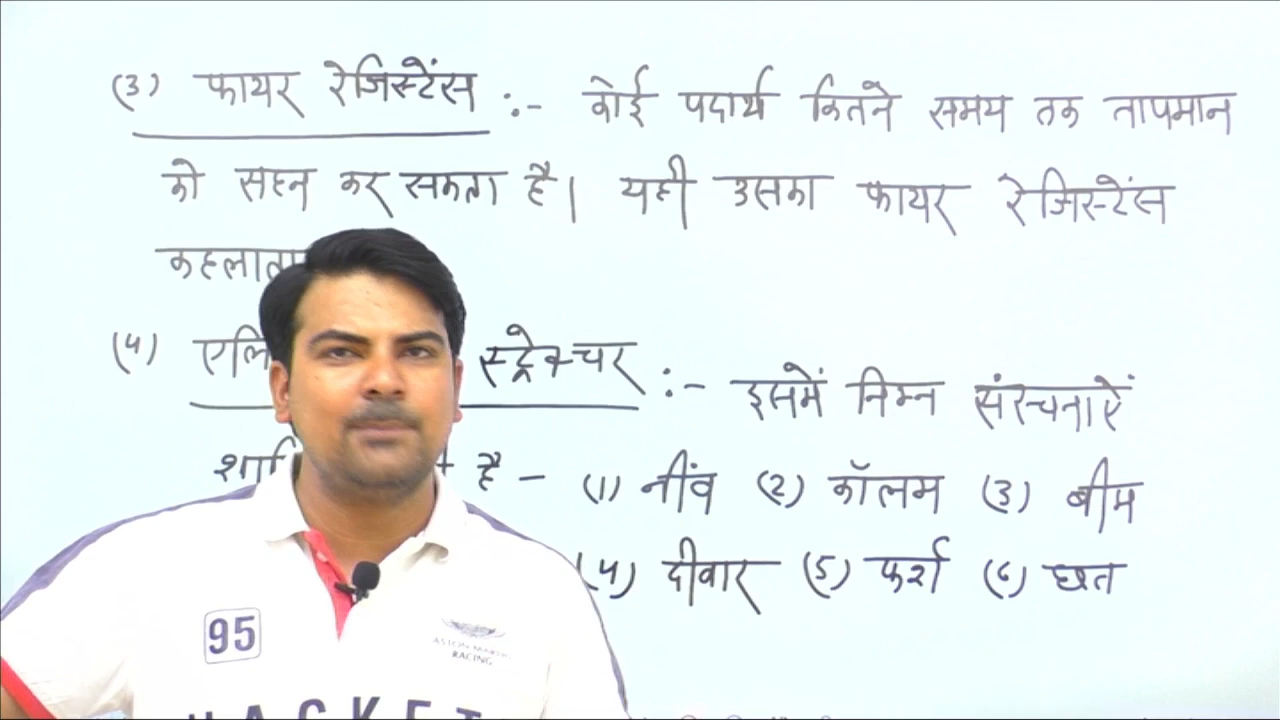 (3) फायर रेजिस्टेंस :- कोई पदार्थ कितने समय तक तापमान
को सहन कर सकता है। यही उसका फायर रेजिस्टेंस
कहलाता
(4) स्ट्रेक्चर :- इसमें निम्न संरचनाऐं
है - (1) नींव (2) कॉलम (3) बीम
(4) दीवार (5) फर्श (6) छत
95
ASTON MARTIN
RACING
HACKETT